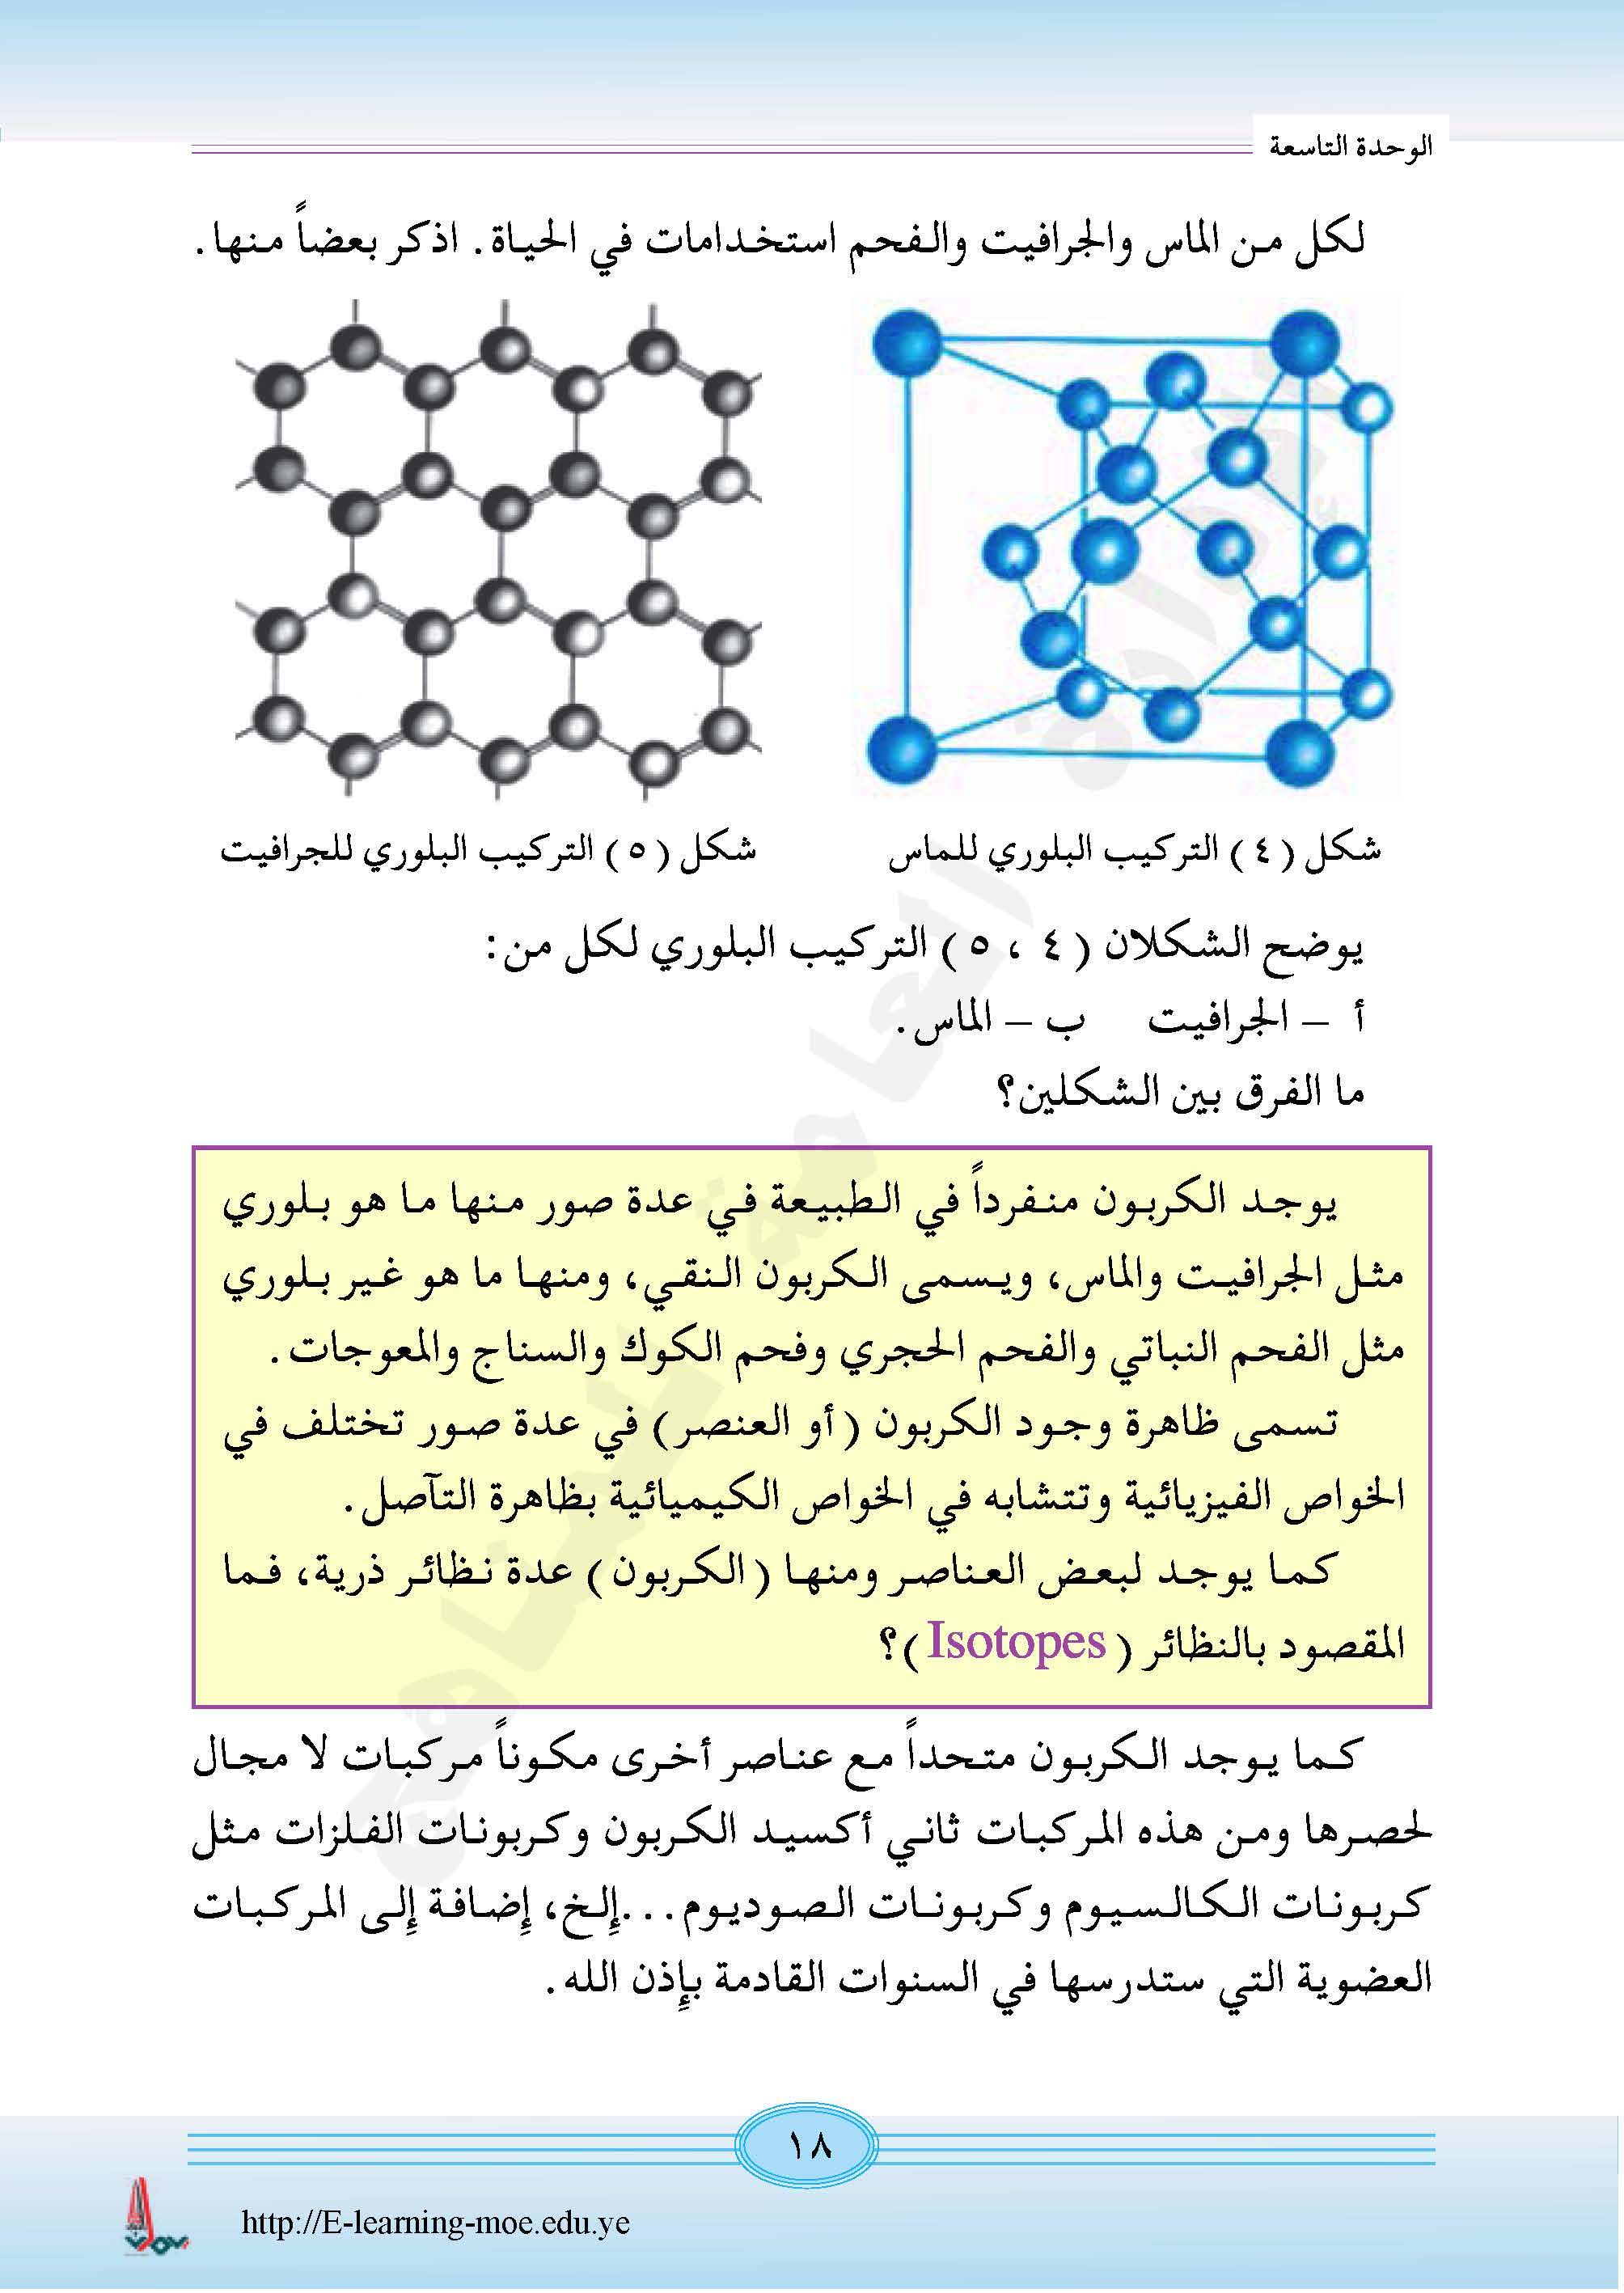 الوحدة التاسعة
لكل من الماس والجرافيت والفحم استخدامات في الحياة. اذكر بعضاً منها.
شكل (٤) التركيب البلوري للماس
شكل (٥) التركيب البلوري للجرافيت
يوضح الشكلان (٤ ، ٥) التركيب البلوري لكل من:
أ – الجرافيت ب – الماس.
ما الفرق بين الشكلين؟
يوجد الكربون منفرداً في الطبيعة في عدة صور منها ما هو بلوري
مثل الجرافيت والماس، ويسمى الكربون النقي، ومنها ما هو غير بلوري
مثل الفحم النباتي والفحم الحجري وفحم الكوك والسناج والمعوجات.
تسمى ظاهرة وجود الكربون (أو العنصر) في عدة صور تختلف في
الخواص الفيزيائية وتتشابه في الخواص الكيميائية بظاهرة التآصل.
كما يوجد لبعض العناصر ومنها (الكربون) عدة نظائر ذرية، فما
المقصود بالنظائر (Isotopes)؟
كما يوجد الكربون متحداً مع عناصر أخرى مكوناً مركبات لا مجال
لحصرها ومن هذه المركبات ثاني أكسيد الكربون وكربونات الفلزات مثل
كربونات الكالسيوم وكربونات الصوديوم...إلخ، إضافة إلى المركبات
العضوية التي ستدرسها في السنوات القادمة بإذن الله.
١٨
http://E-learning-moe.edu.ye